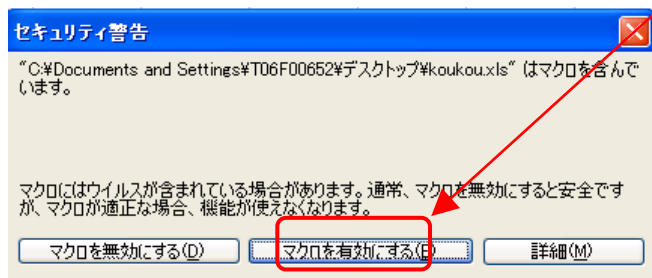 セキュリティ警告
"C:¥Documents and Settings¥T06F00652¥デスクトップ¥koukou.xls" はマクロを含んで
います。
マクロにはウイルスが含まれている場合があります。通常、マクロを無効にすると安全です
が、マクロが適正な場合、機能が使えなくなります。
マクロを無効にする(D) マクロを有効にする(E) 詳細(M)